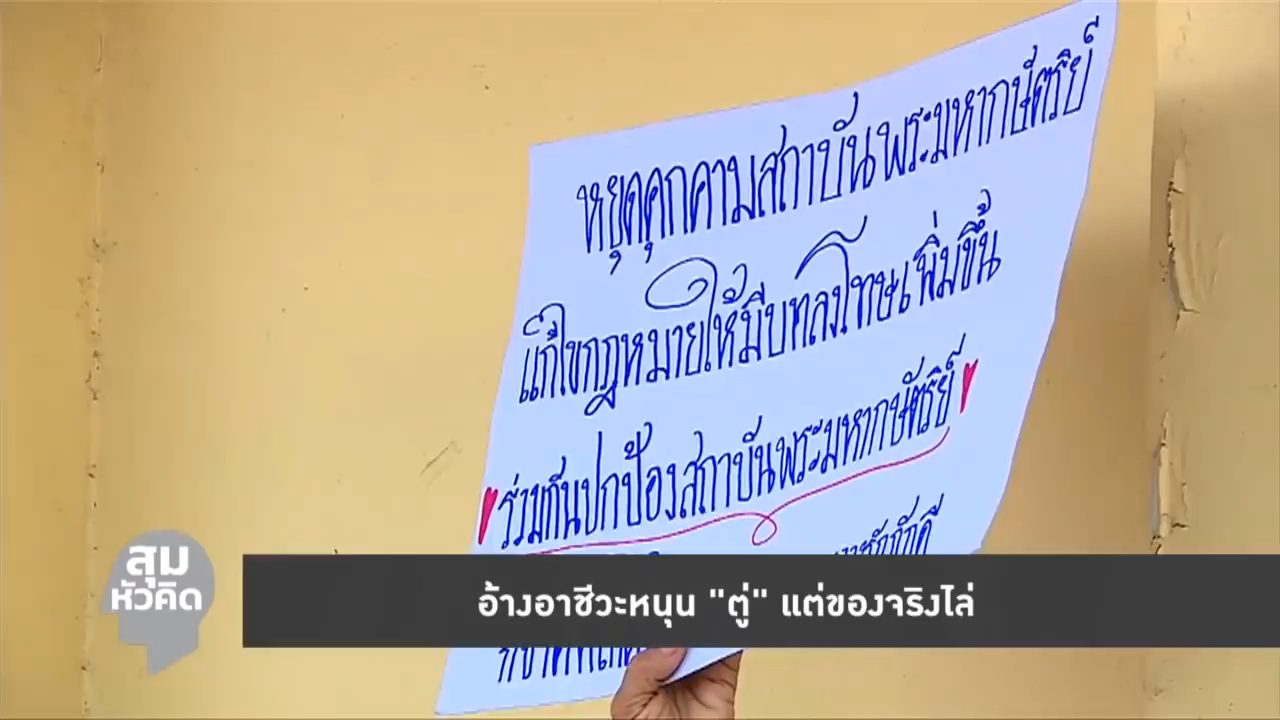 หยุดคุกคามสถาบันพระมหากษัตริย์
แก้ไขกฎหมายให้มีบทลงโทษเพิ่มขึ้น
ร่วมกันปกป้องสถาบันพระมหากษัตริย์
สุม
หัวคิด
อ้างอาชีวะหนุน "ตู่" แต่ของจริงไล่